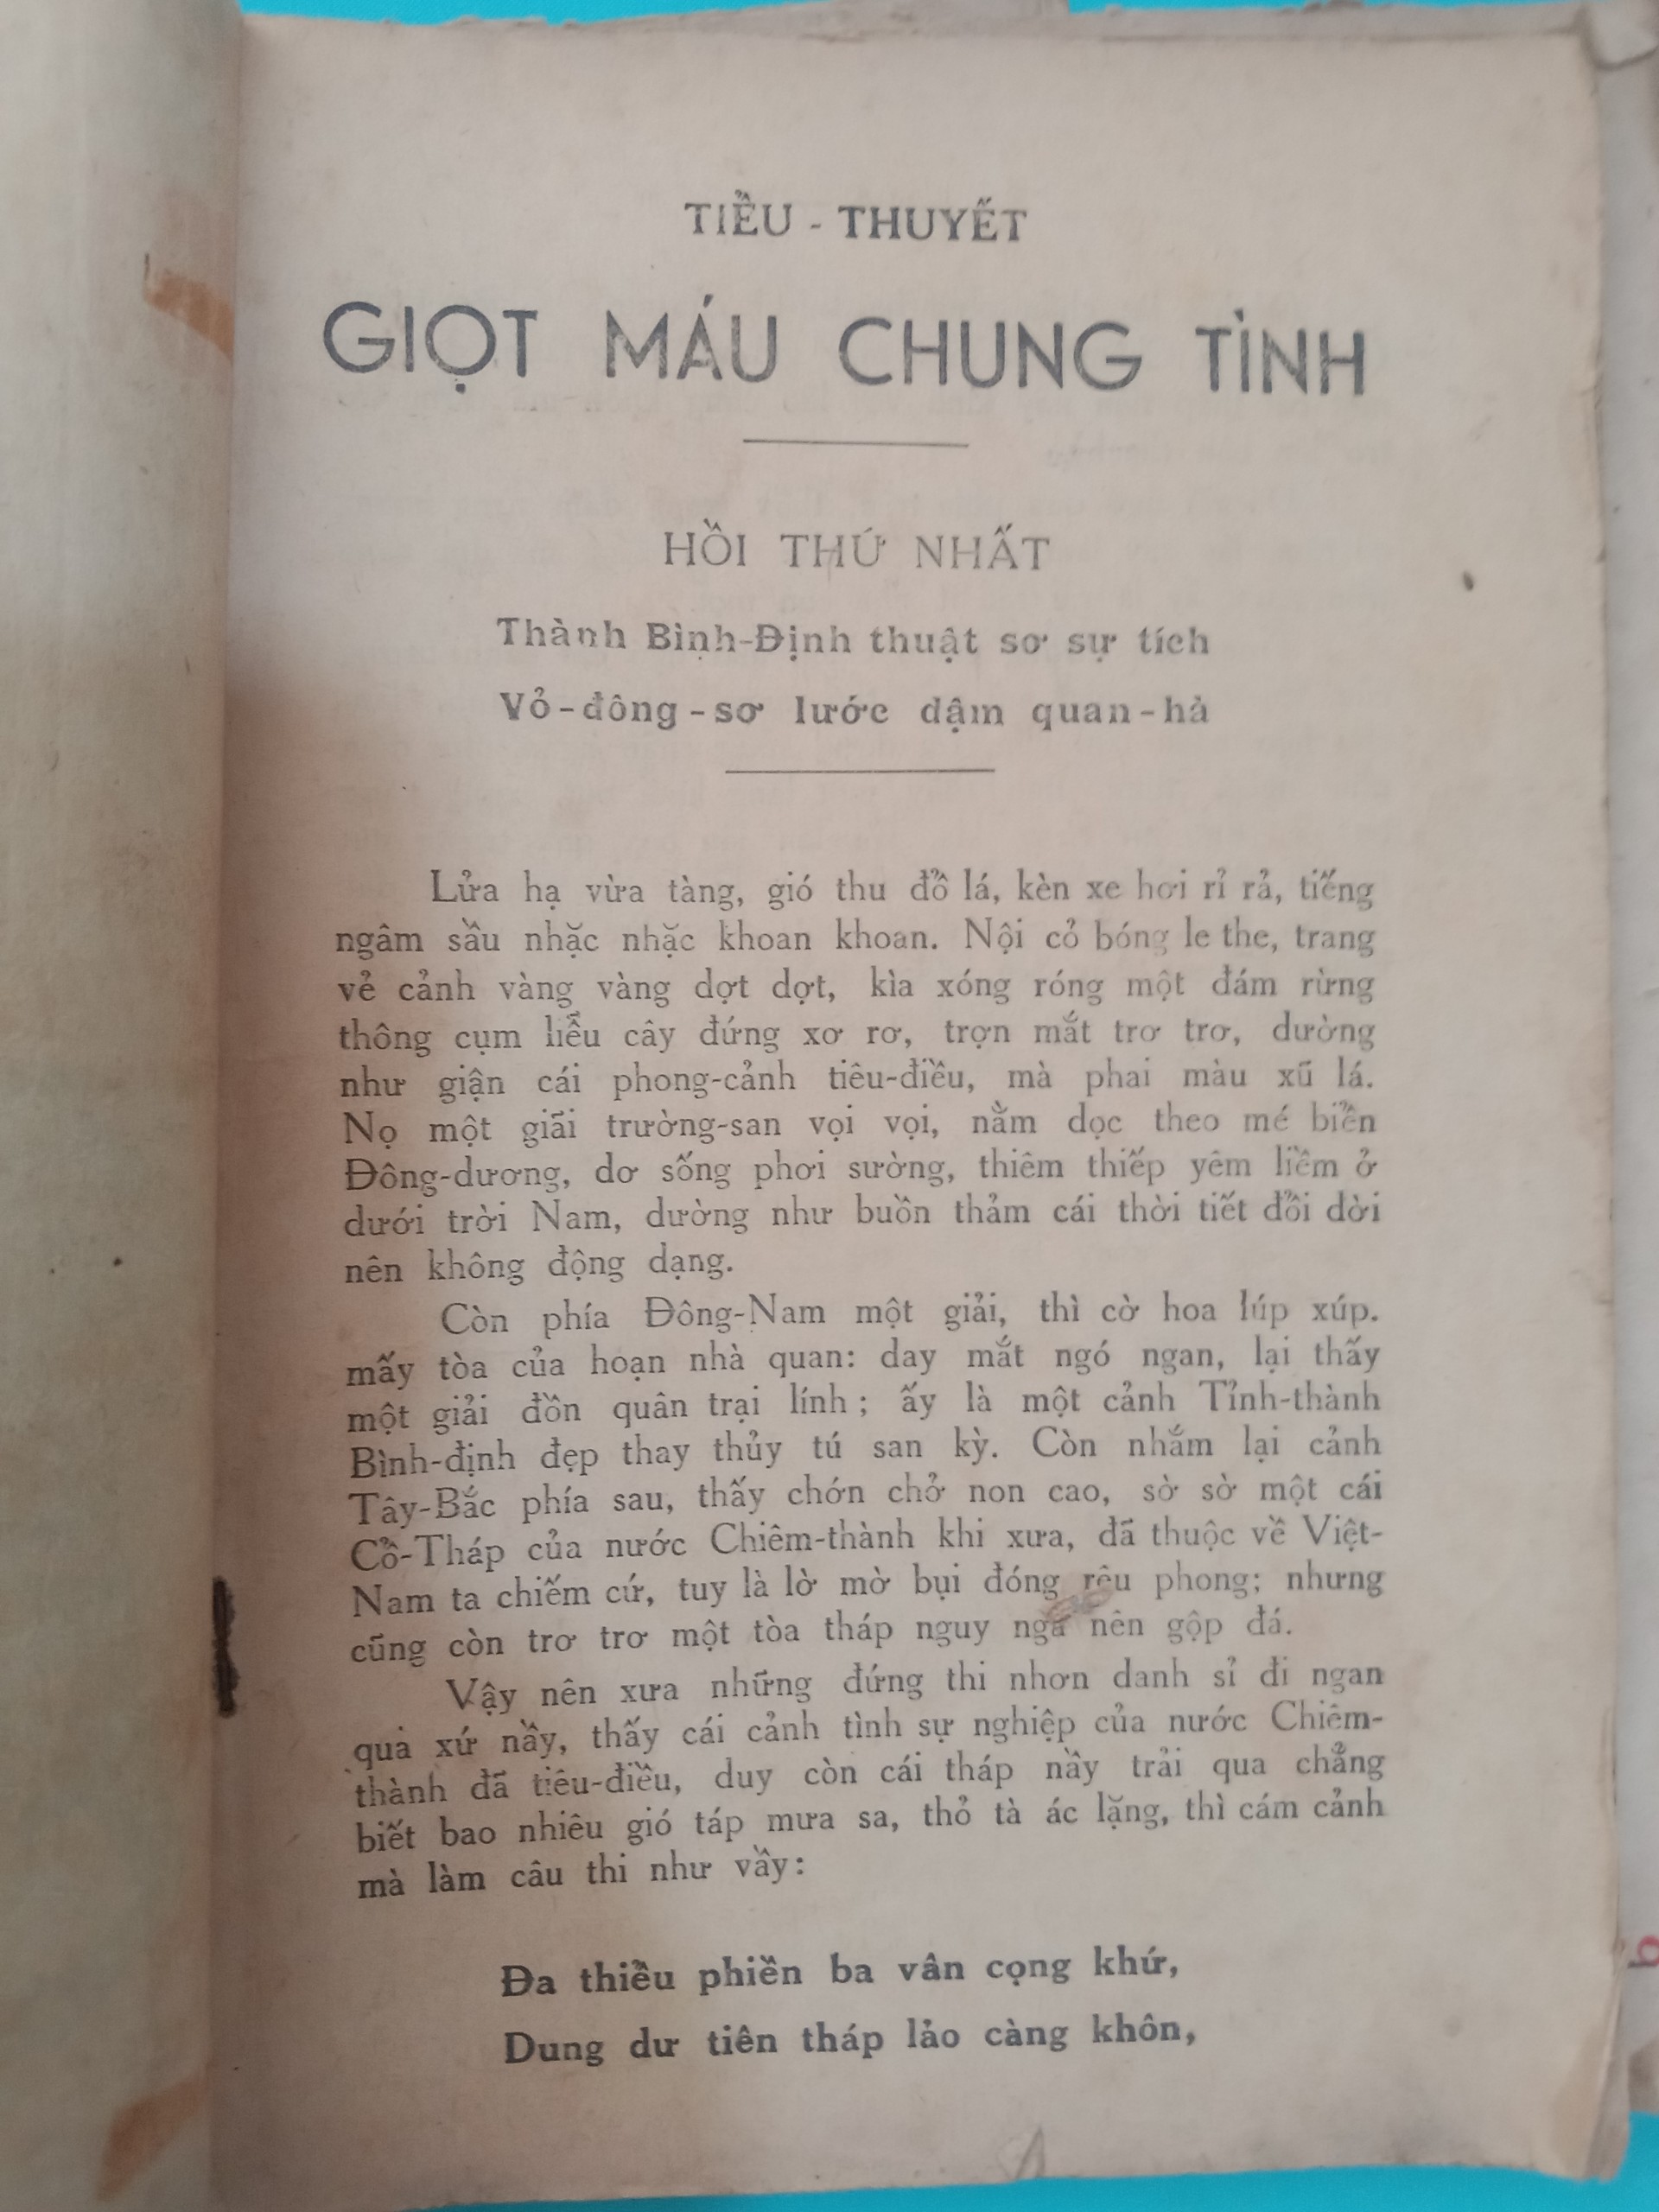 TIỂU - THUYẾT
GIỌT MÁU CHUNG TÌNH
HỒI THỨ NHẤT
Thành Bình-Định thuật sơ sự tích
Vỏ-đông-sơ lước dậm quan-hà
Lửa hạ vừa tàng, gió thu đổ lá, kèn xe hơi rỉ rả, tiếng
ngâm sầu nhặc nhặc khoan khoan. Nội cỏ bóng le the, trang
vẻ cảnh vàng vàng dợt dợt, kìa xóng róng một đám rừng
thông cụm liễu cây đứng xơ rơ, trợn mắt trơ trơ, dường
như giận cái phong-cảnh tiêu-điều, mà phai màu xũ lá.
Nọ một giãi trường-san vọi vọi, nằm dọc theo mé biển
Đông-dương, dơ sống phơi sường, thiêm thiếp yêm liềm ở
dưới trời Nam, dường như buồn thảm cái thời tiết đổi dời
nên không động dạng.
Còn phía Đông-Nam một giải, thì cờ hoa lúp xúp.
mấy tòa của hoạn nhà quan: day mắt ngó ngan, lại thấy
một giải đồn quân trại lính ; ấy là một cảnh Tỉnh-thành
Bình-định đẹp thay thủy tú san kỳ. Còn nhắm lại cảnh
Tây-Bắc phía sau, thấy chớn chở non cao, sờ sờ một cái
Cổ-Tháp của nước Chiêm-thành khi xưa, đã thuộc về Việt-
Nam ta chiếm cứ, tuy là lờ mờ bụi đóng rêu phong; nhưng
cũng còn trơ trơ một tòa tháp nguy nga nên gộp đá.
Vậy nên xưa những đứng thi nhơn danh sỉ đi ngan
qua xứ nầy, thấy cái cảnh tình sự nghiệp của nước Chiêm-
thành đã tiêu-điều, duy còn cái tháp nầy trải qua chẳng
biết bao nhiêu gió táp mưa sa, thỏ tà ác lặng, thì cám cảnh
mà làm câu thi như vầy:
Đa thiểu phiền ba vân cọng khứ,
Dung dư tiên tháp lảo càng khôn,